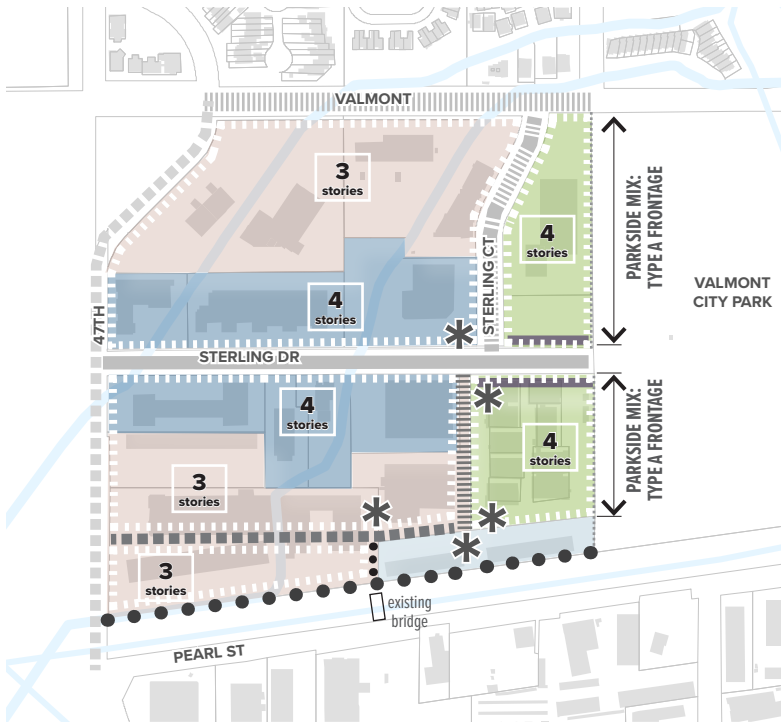 VALMONT
3
stories
4
stories
PARKSIDE MIX:
TYPE A FRONTAGE
VALMONT
CITY PARK
47TH
4
stories
STERLING CT
STERLING DR
4
stories
4
stories
PARKSIDE MIX:
TYPE A FRONTAGE
3
stories
3
stories
existing
bridge
PEARL ST